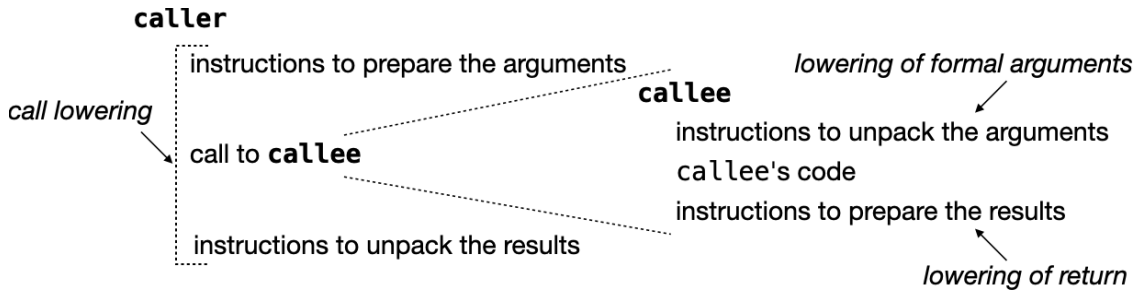 caller
instructions to prepare the arguments
call lowering
call to callee
instructions to unpack the results
lowering of formal arguments
callee
instructions to unpack the arguments
callee's code
instructions to prepare the results
lowering of return